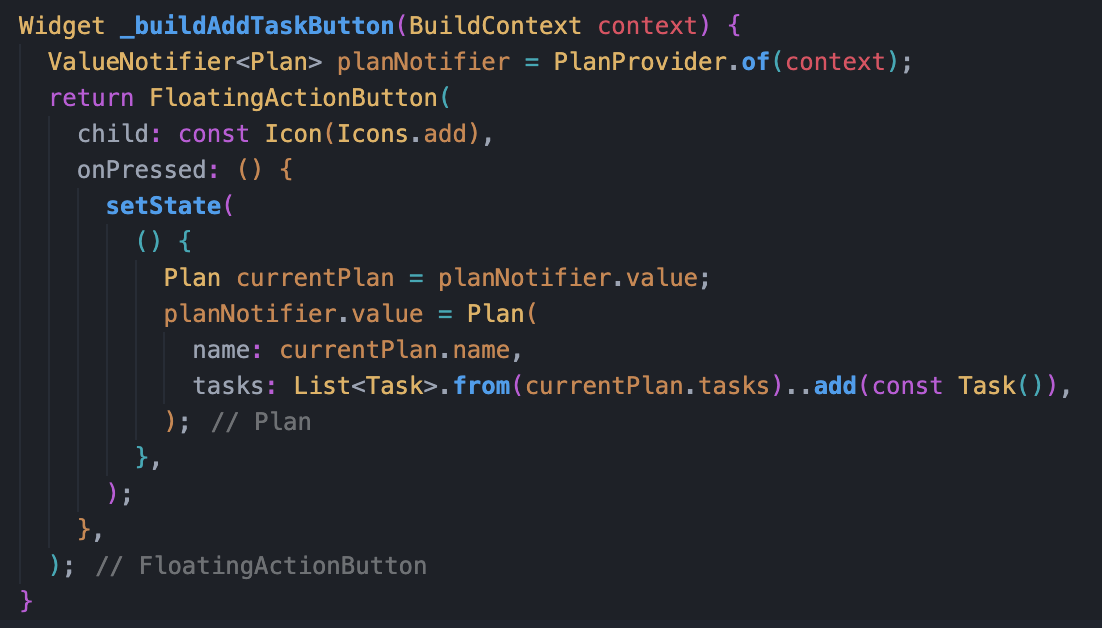 Widget _buildAddTaskButton(BuildContext context) {
  ValueNotifier<Plan> planNotifier = PlanProvider.of(context);
  return FloatingActionButton(
    child: const Icon(Icons.add),
    onPressed: () {
      setState(
        () {
          Plan currentPlan = planNotifier.value;
          planNotifier.value = Plan(
            name: currentPlan.name,
            tasks: List<Task>.from(currentPlan.tasks)..add(const Task()),
          ); // Plan
        },
      );
    },
  ); // FloatingActionButton
}